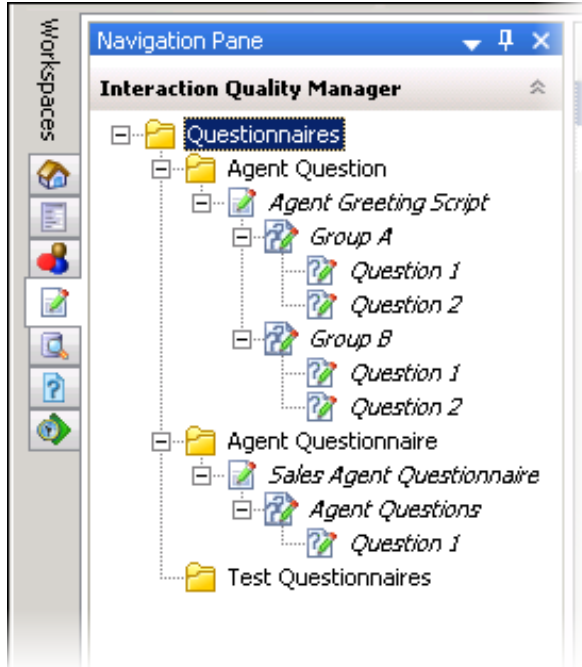 Workspaces
Navigation Pane
Interaction Quality Manager
Questionnaires
Agent Question
Agent Greeting Script
Group A
Question 1
Question 2
Group B
Question 1
Question 2
Agent Questionnaire
Sales Agent Questionnaire
Agent Questions
Question 1
Test Questionnaires